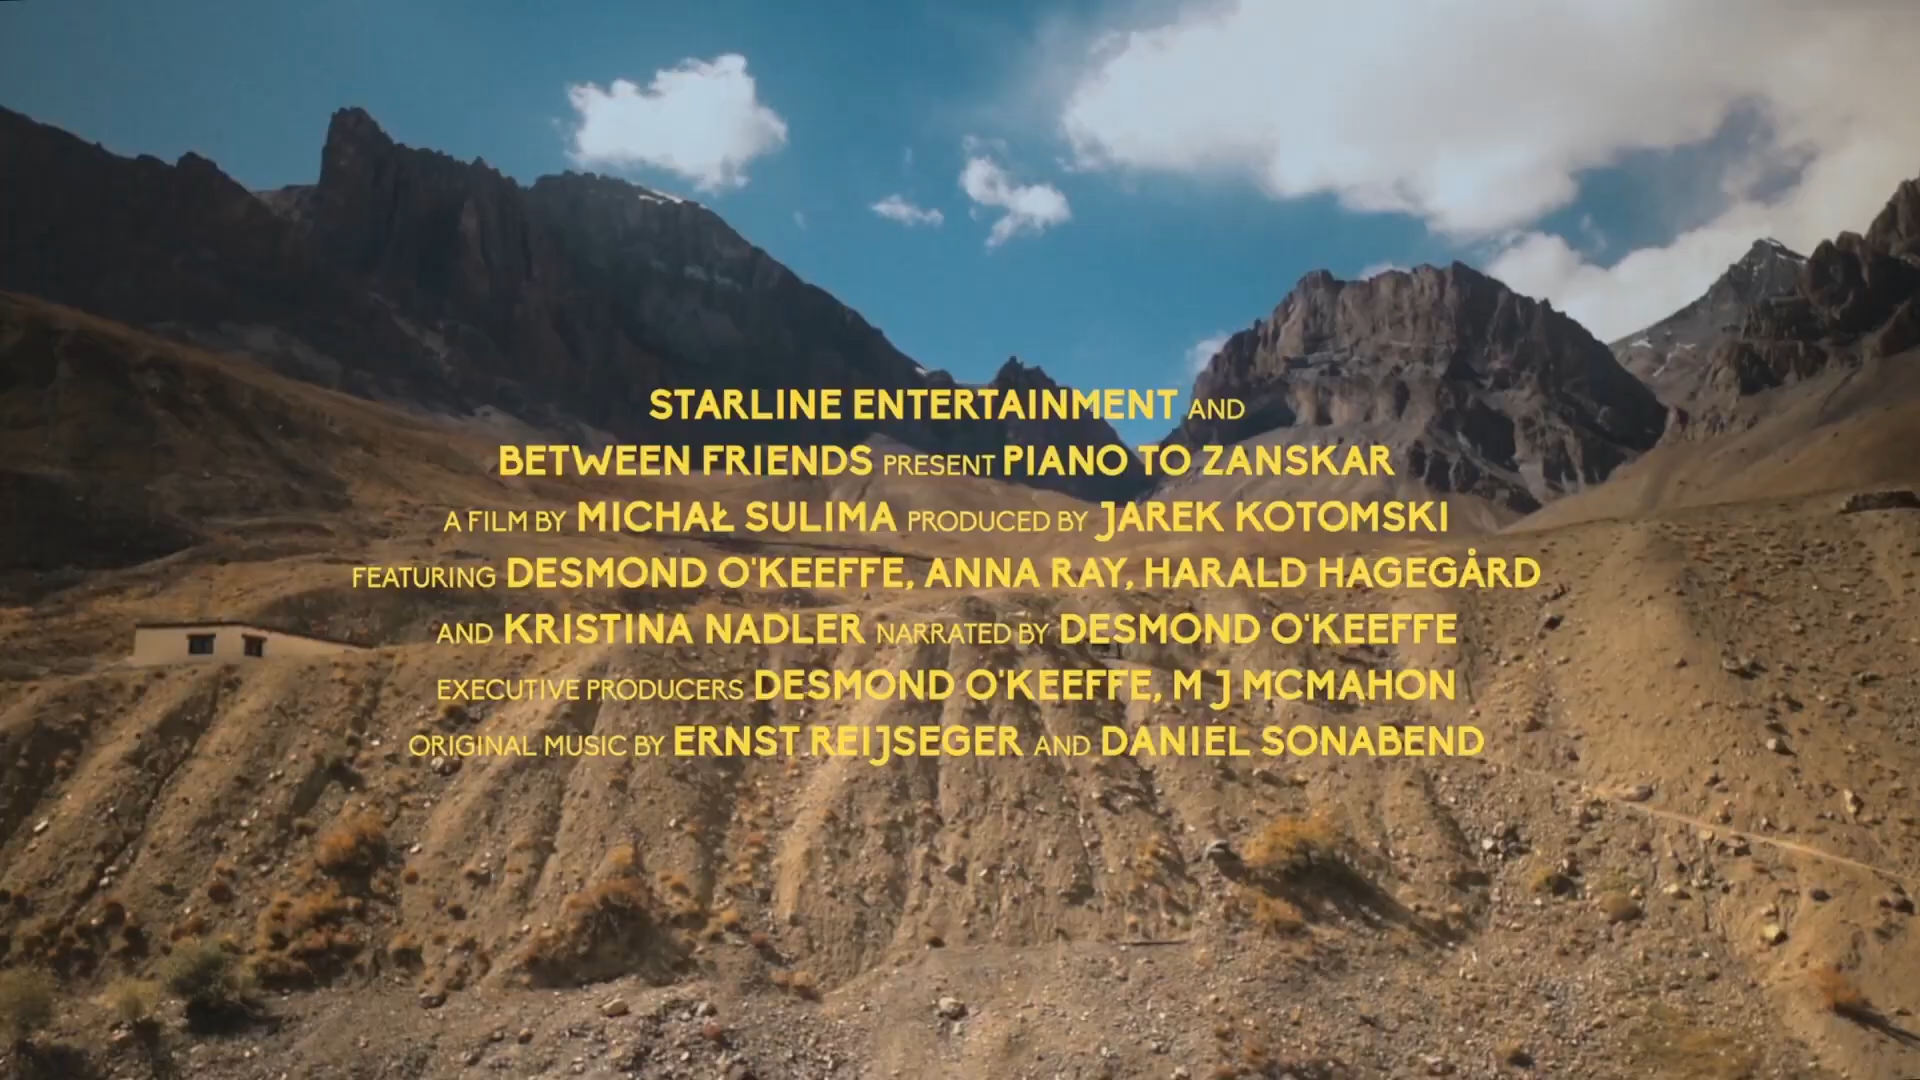 STARLINE ENTERTAINMENT AND
BETWEEN FRIENDS PRESENT PIANO TO ZANSKAR
A FILM BY MICHAŁ SULIMA PRODUCED BY JAREK KOTOMSKI
FEATURING DESMOND O'KEEFFE, ANNA RAY, HARALD HAGEGÅRD
AND KRISTINA NADLER NARRATED BY DESMOND O'KEEFFE
EXECUTIVE PRODUCERS DESMOND O'KEEFFE, M J MCMAHON
ORIGINAL MUSIC BY ERNST REIJSEGER AND DANIEL SONABEND